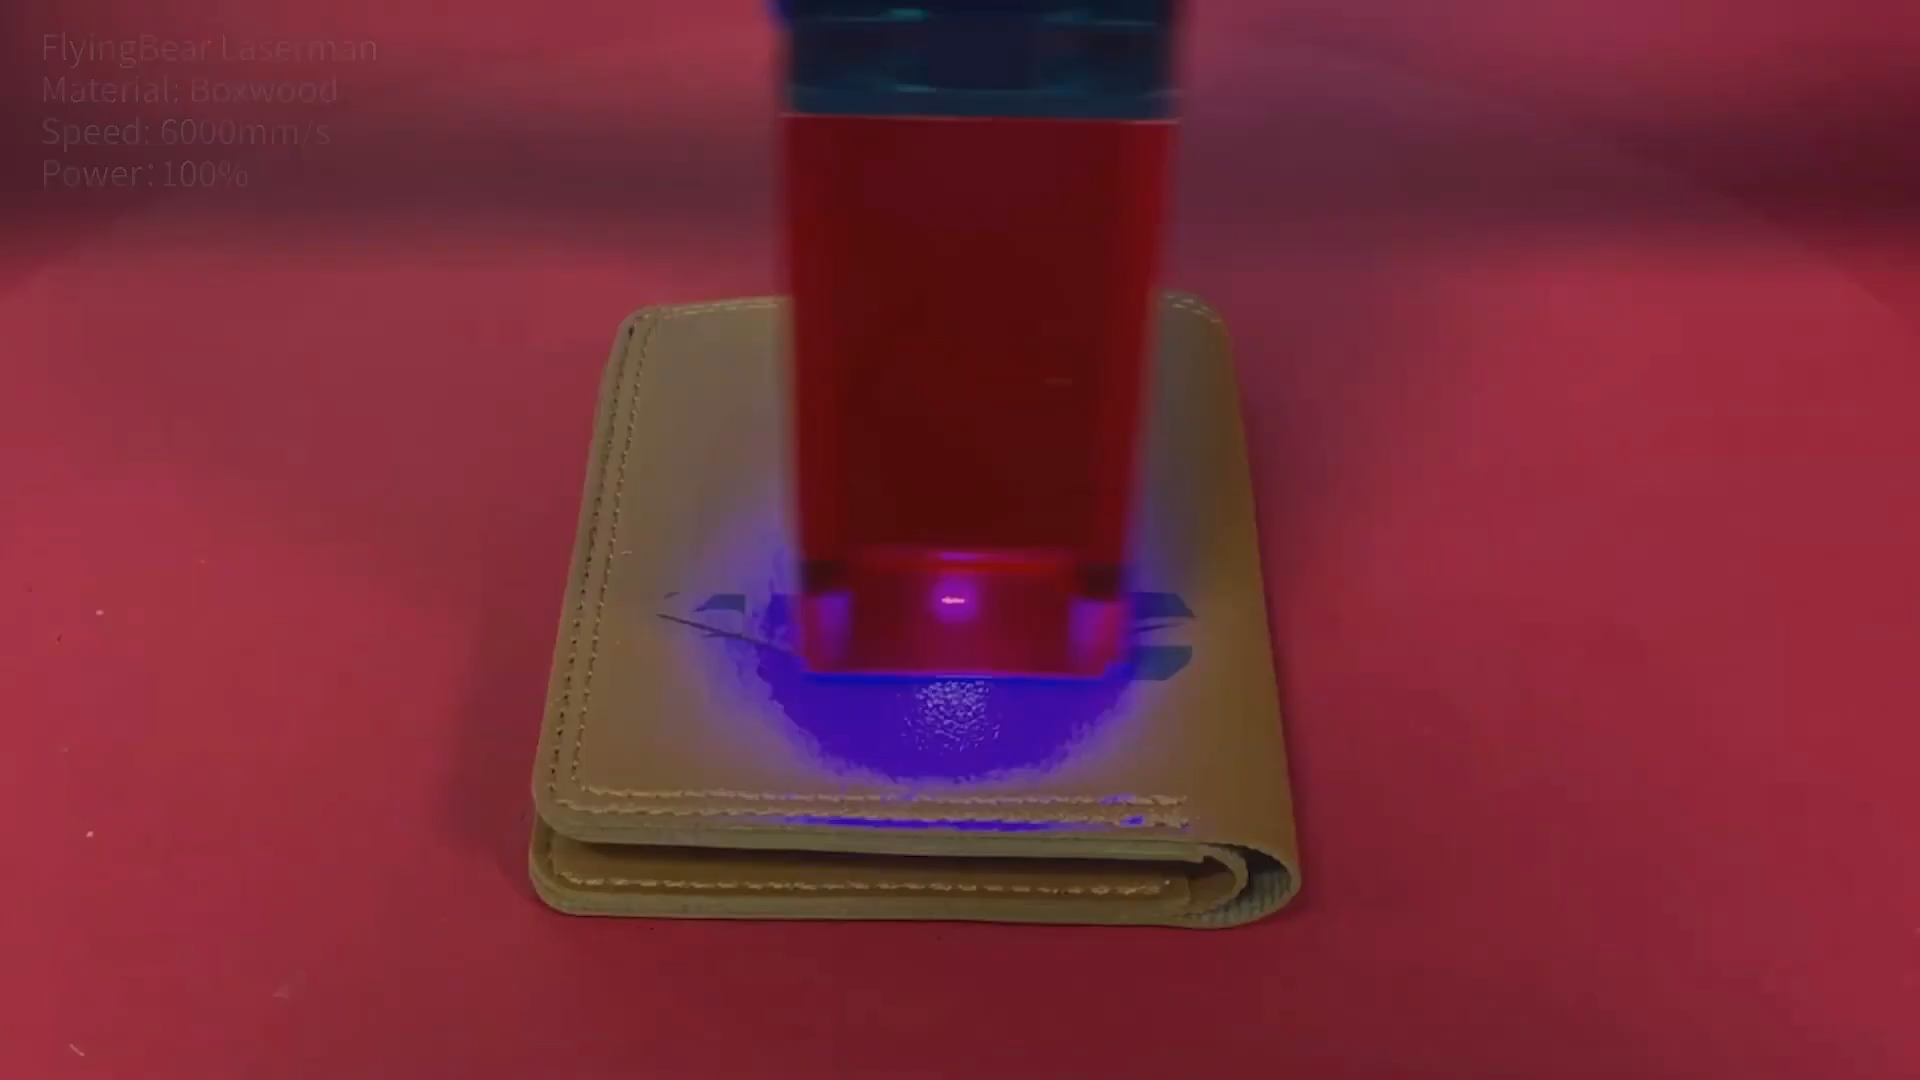 FlyingBear Laserman
Material: Boxwood
Speed: 6000mm/s
Power: 100%